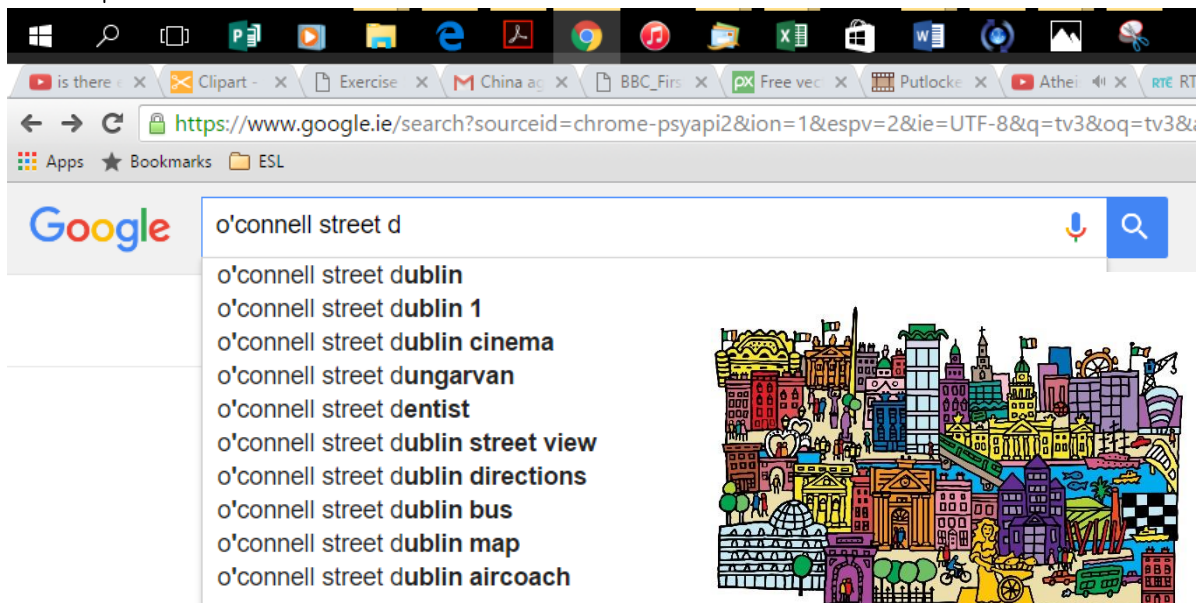 is there
Clipart -
Exercise
China ag
BBC_Firs
Free vec
Putlocke
Athei
RTÉ RT
https://www.google.ie/search?sourceid=chrome-psyapi2&ion=1&espv=2&ie=UTF-8&q=tv3&oq=tv3&
Apps Bookmarks ESL
Google o'connell street d
o'connell street dublin
o'connell street dublin 1
o'connell street dublin cinema
o'connell street dungarvan
o'connell street dentist
o'connell street dublin street view
o'connell street dublin directions
o'connell street dublin bus
o'connell street dublin map
o'connell street dublin aircoach